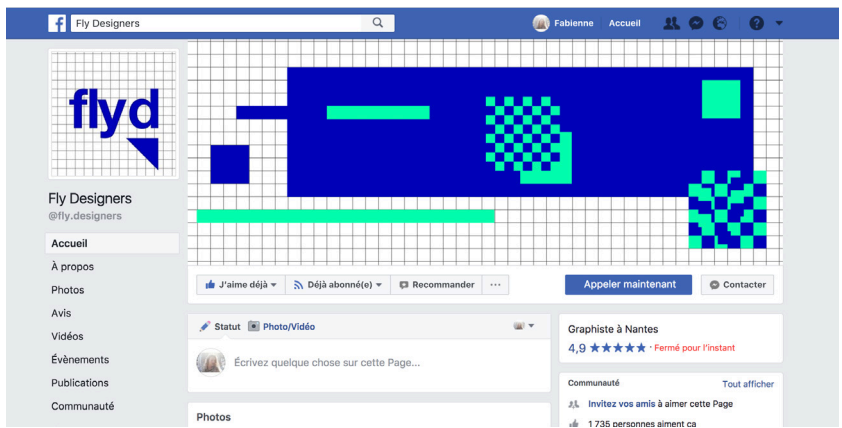 Fly Designers
Fabienne Accueil
flyd
Fly Designers
@fly.designers
Accueil
À propos
Photos
Avis
Vidéos
Évènements
Publications
Communauté
J'aime déjà
Déjà abonné(e)
Recommander
Appeler maintenant
Contacter
Statut Photo/Vidéo
Écrivez quelque chose sur cette Page...
Photos
Graphiste à Nantes
4,9 ★★★★★ · Fermé pour l'instant
Communauté Tout afficher
Invitez vos amis à aimer cette Page
1 735 personnes aiment ça